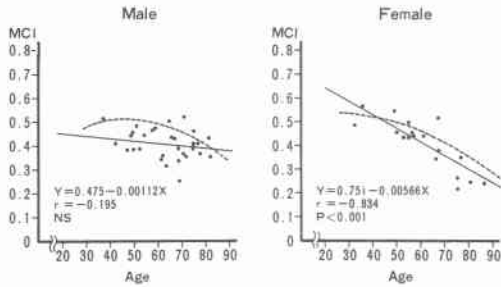 Male
MCI
0.8
0.7
0.6
0.5
0.4
0.3
0.2
0.1
0
Y=0.475-0.00112X
r =-0.195
NS
20 30 40 50 60 70 80 90
Age
Female
MCI
0.8
0.7
0.6
0.5
0.4
0.3
0.2
0.1
0
Y=0.751-0.00566X
r =-0.834
P<0.001
20 30 40 50 60 70 80 90
Age